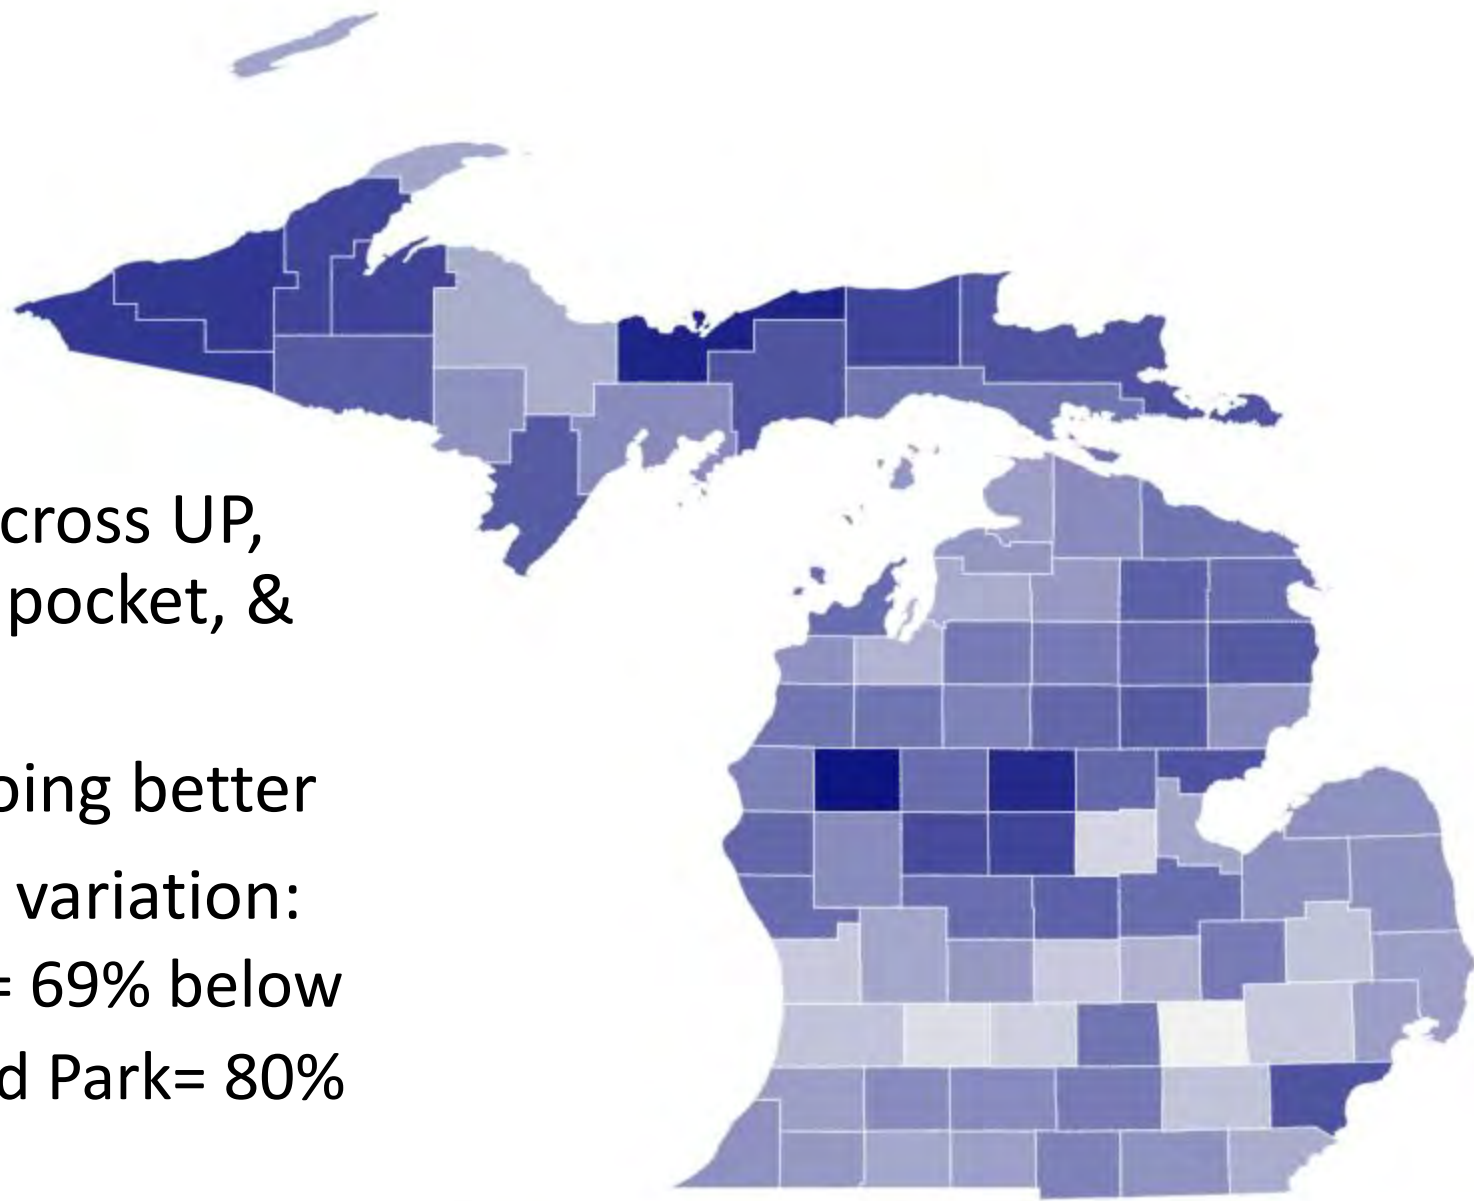 cross UP,
pocket, &
oing better
variation:
= 69% below
d Park= 80%